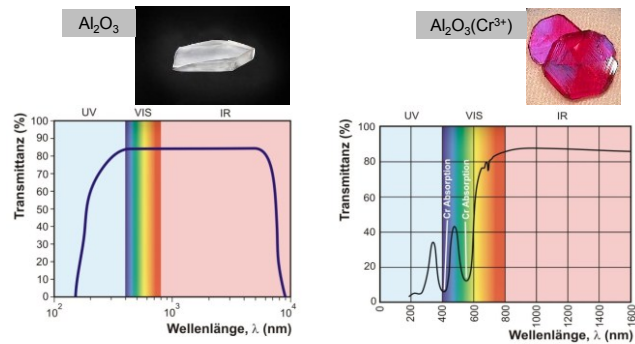 Al₂O₃
UV VIS IR
Transmittanz (%)
100
90
80
70
60
50
40
30
20
10
0
10² 10³ 10⁴
Wellenlänge, λ (nm)
Al₂O₃(Cr³⁺)
UV VIS IR
Transmittanz (%)
100
80
60
40
20
0
Cr Absorption
Cr Absorption
0 200 400 600 800 1000 1200 1400 1600
Wellenlänge, λ (nm)